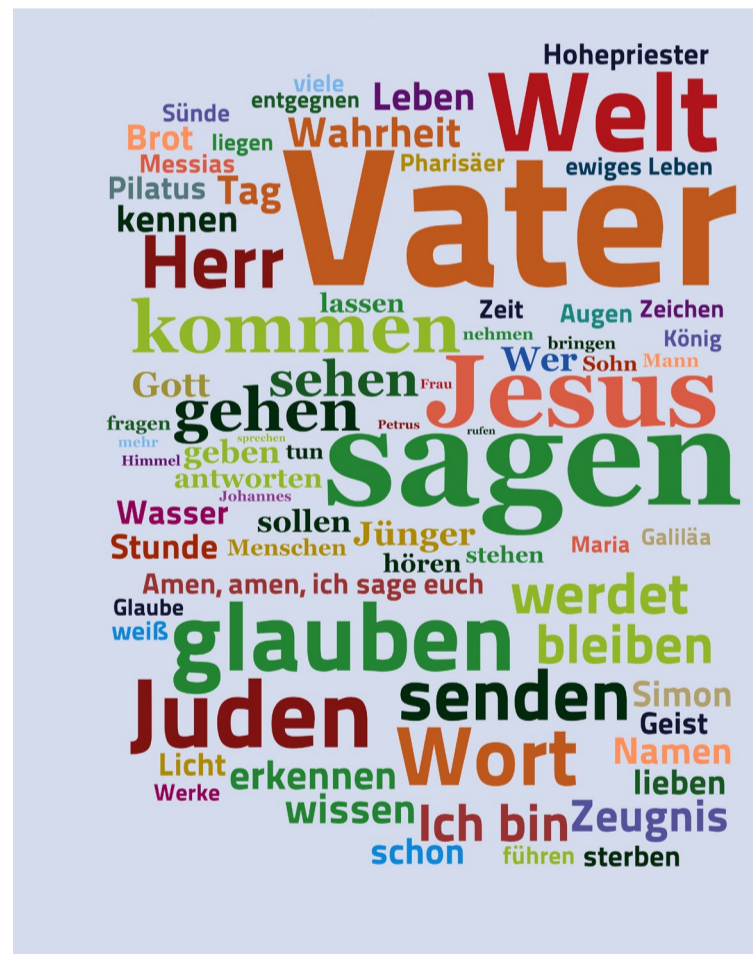 Hohepriester
viele
entgegnen Leben Welt
Sünde
Brot liegen Wahrheit
Messias Pharisäer ewiges Leben
Pilatus Tag Vater
kennen
Herr
lassen Zeit Augen Zeichen
kommen nehmen bringen König
Wer Sohn Mann
Gott sehen Frau Jesus
fragen gehen Petrus rufen
mehr sprechen
Himmel geben tun sagen
antworten
Johannes
Wasser sollen Jünger
Stunde Menschen hören stehen Maria Galiläa
Amen, amen, ich sage euch werdet
Glaube
weiß glauben bleiben
Juden senden Simon
Geist
Licht erkennen Wort Namen
Werke lieben
wissen Ich bin Zeugnis
schon führen sterben